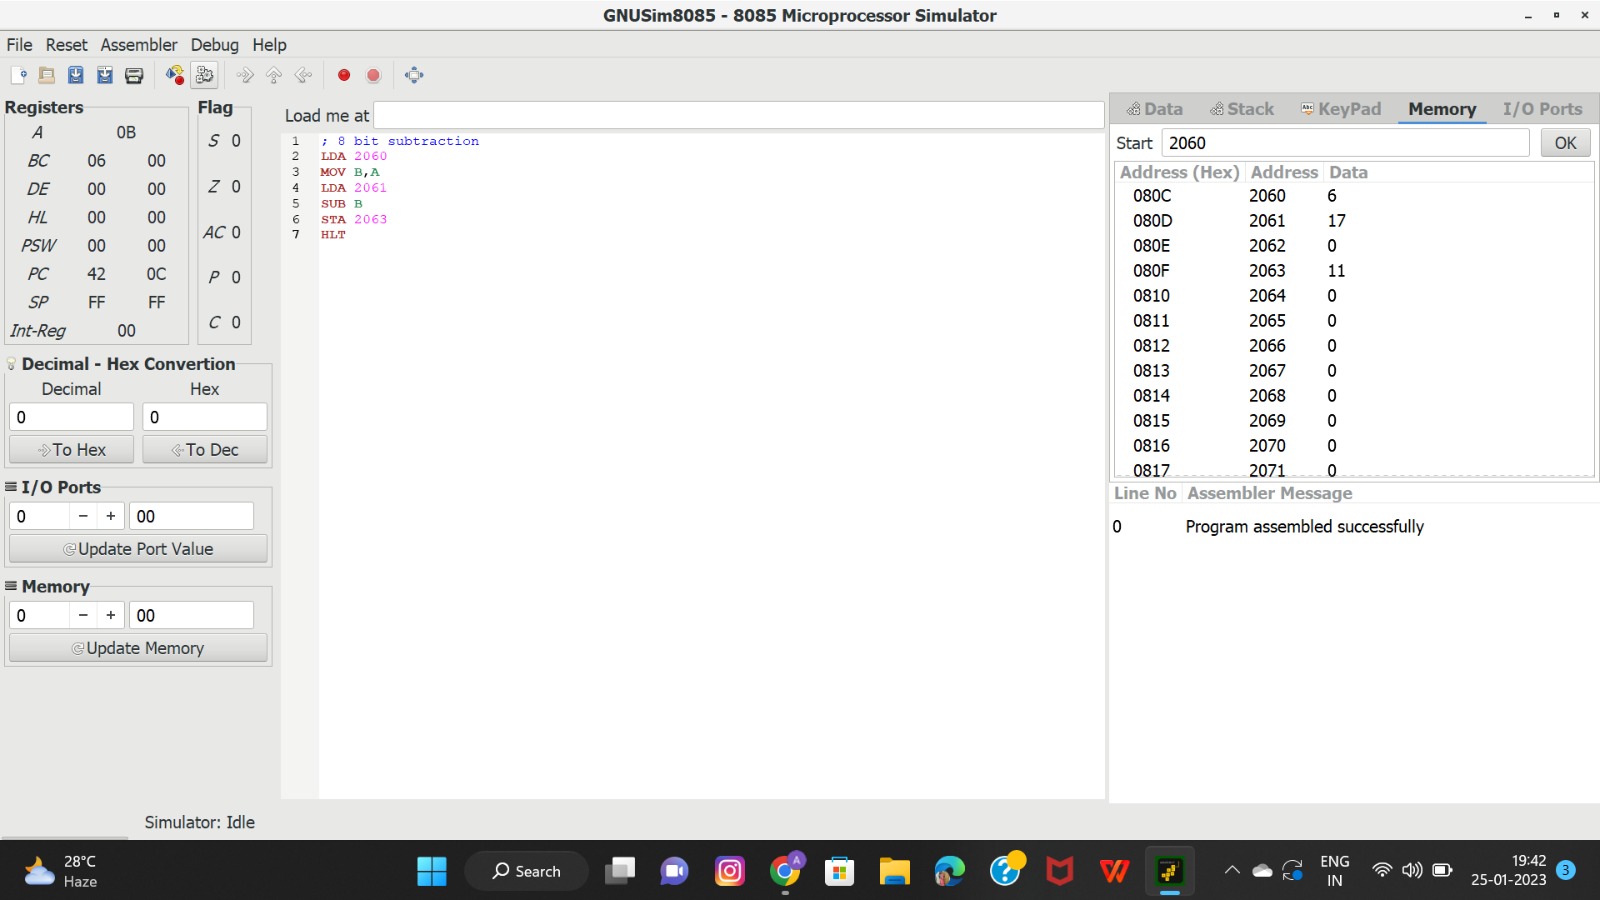 GNUSim8085 - 8085 Microprocessor Simulator
File Reset Assembler Debug Help
Registers
A 0B
BC 06 00
DE 00 00
HL 00 00
PSW 00 00
PC 42 0C
SP FF FF
Int-Reg 00
Flag
S 0
Z 0
AC 0
P 0
C 0
Decimal - Hex Convertion
Decimal Hex
0 0
To Hex To Dec
I/O Ports
0 - + 00
Update Port Value
Memory
0 - + 00
Update Memory
Load me at
1 ; 8 bit subtraction
2 LDA 2060
3 MOV B,A
4 LDA 2061
5 SUB B
6 STA 2063
7 HLT
Data Stack KeyPad Memory I/O Ports
Start 2060 OK
Address (Hex) Address Data
080C 2060 6
080D 2061 17
080E 2062 0
080F 2063 11
0810 2064 0
0811 2065 0
0812 2066 0
0813 2067 0
0814 2068 0
0815 2069 0
0816 2070 0
0817 2071 0
Line No Assembler Message
0 Program assembled successfully
Simulator: Idle
28°C
Haze
Search
A
ENG
IN
19:42
25-01-2023
3